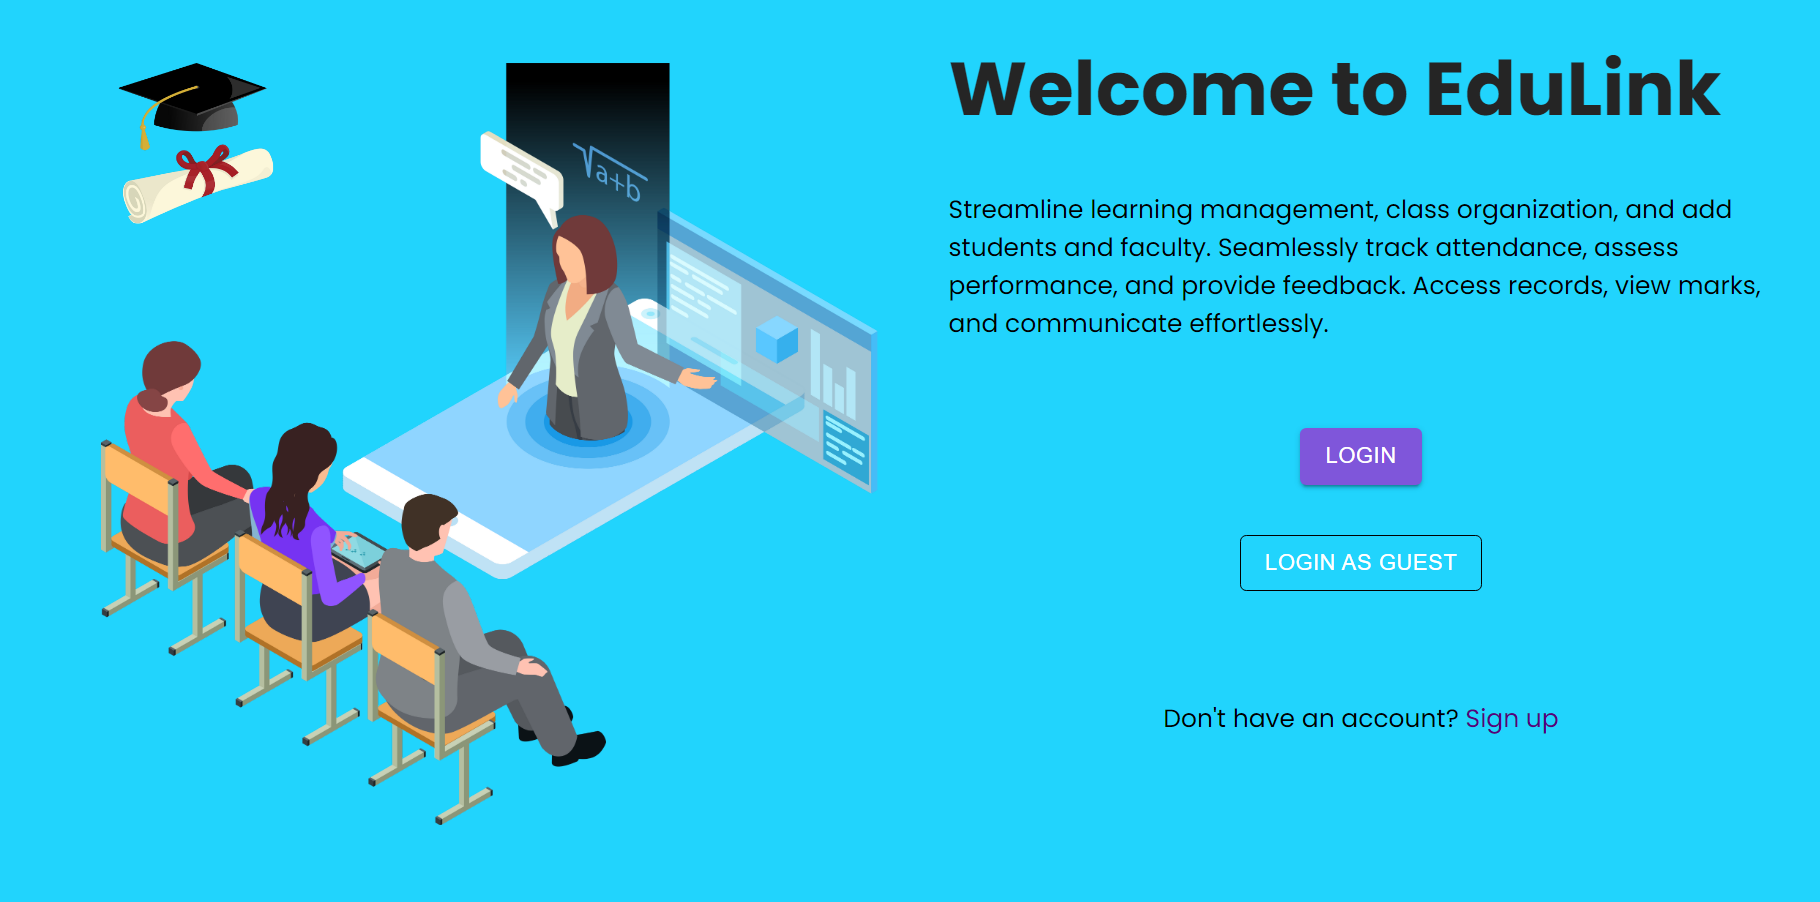 Welcome to EduLink
√a+b
Streamline learning management, class organization, and add
students and faculty. Seamlessly track attendance, assess
performance, and provide feedback. Access records, view marks,
and communicate effortlessly.
LOGIN
LOGIN AS GUEST
Don't have an account? Sign up